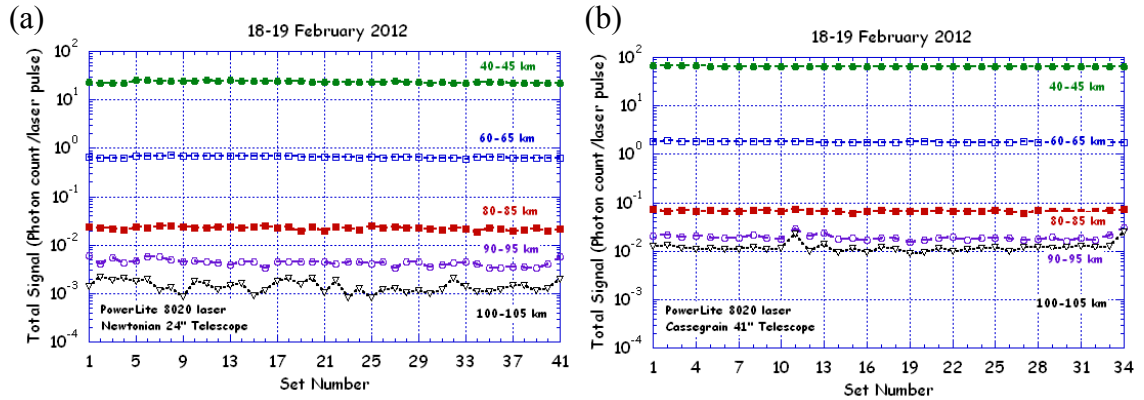 (a)
18-19 February 2012
Total Signal (Photon count/laser pulse)
10^2
10^1
10^0
10^-1
10^-2
10^-3
10^-4
40-45 km
60-65 km
80-85 km
90-95 km
100-105 km
PowerLite 8020 laser
Newtonian 24" Telescope
1 5 9 13 17 21 25 29 33 37 41
Set Number
(b)
18-19 February 2012
Total Signal (Photon count/laser pulse)
10^2
10^1
10^0
10^-1
10^-2
10^-3
10^-4
40-45 km
60-65 km
80-85 km
90-95 km
100-105 km
PowerLite 8020 laser
Cassegrain 41" Telescope
1 4 7 10 13 16 19 22 25 28 31 34
Set Number